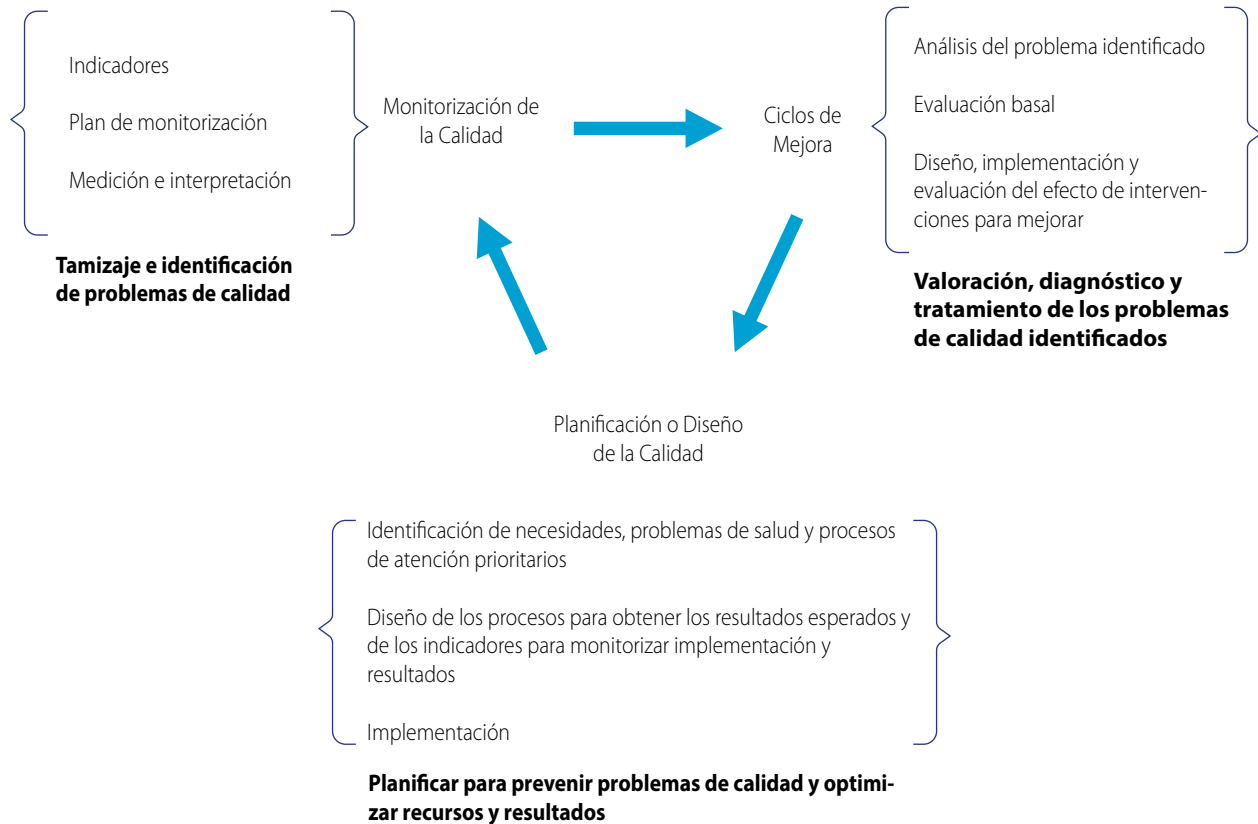 Indicadores
Plan de monitorización
Medición e interpretación
Tamizaje e identificación
de problemas de calidad
Monitorización de
la Calidad
Ciclos de
Mejora
Análisis del problema identificado
Evaluación basal
Diseño, implementación y
evaluación del efecto de interven-
ciones para mejorar
Valoración, diagnóstico y
tratamiento de los problemas
de calidad identificados
Planificación o Diseño
de la Calidad
Identificación de necesidades, problemas de salud y procesos
de atención prioritarios
Diseño de los procesos para obtener los resultados esperados y
de los indicadores para monitorizar implementación y
resultados
Implementación
Planificar para prevenir problemas de calidad y optimi-
zar recursos y resultados